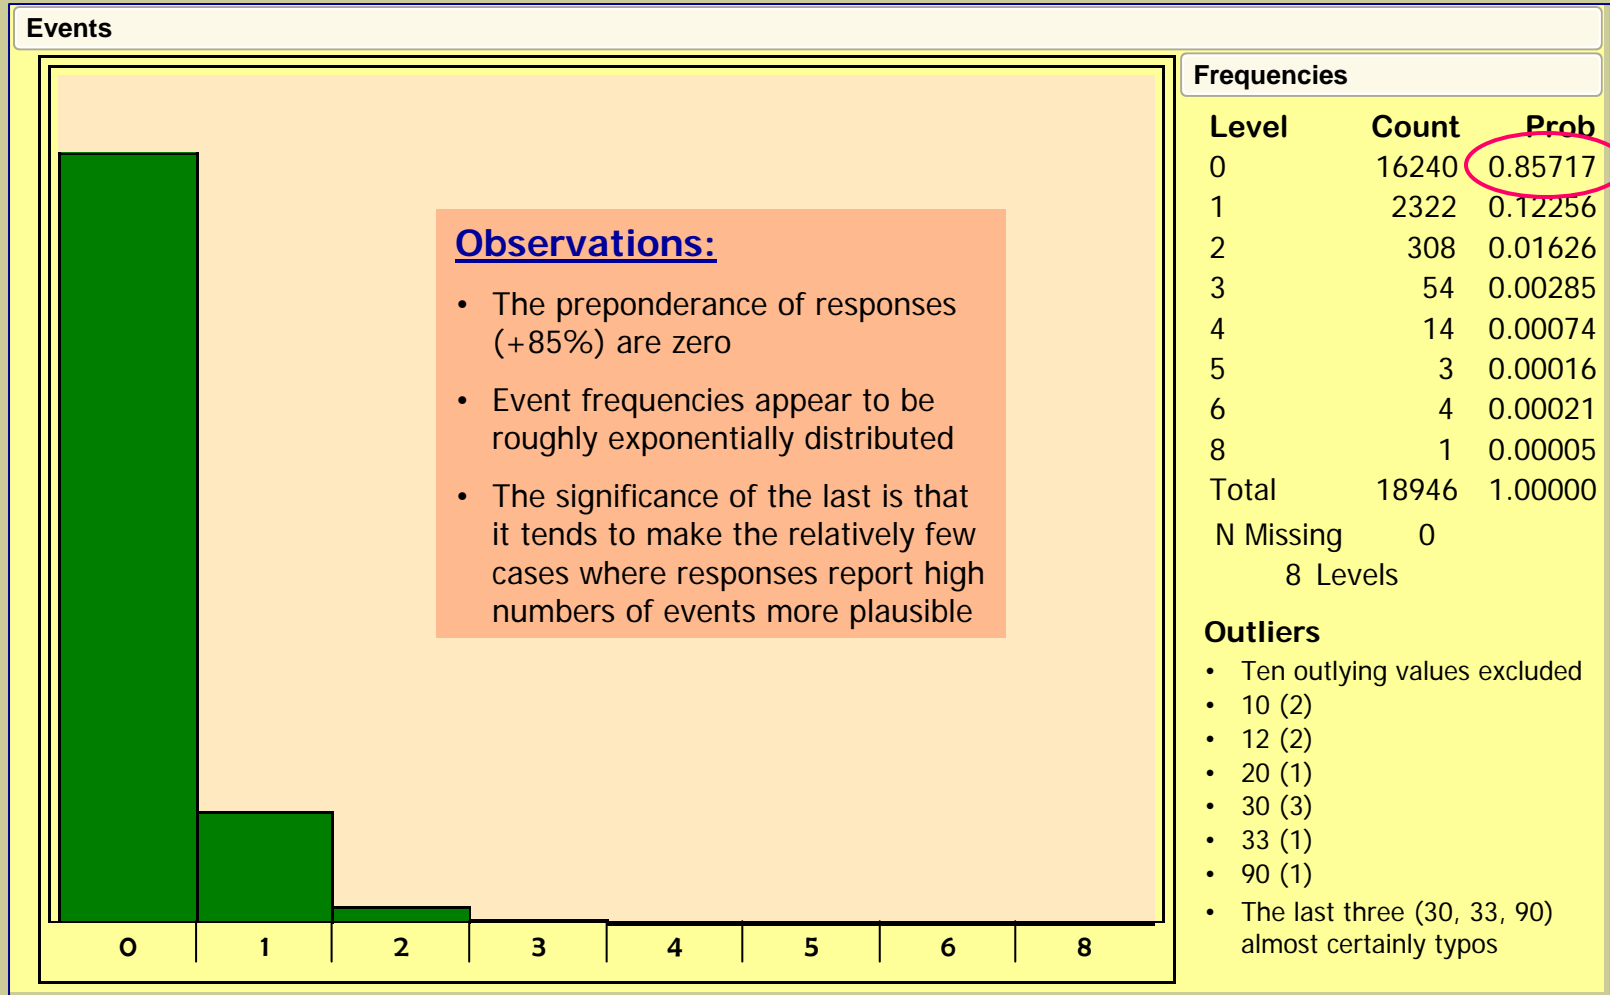 Events
Observations:
• The preponderance of responses
(+85%) are zero
• Event frequencies appear to be
roughly exponentially distributed
• The significance of the last is that
it tends to make the relatively few
cases where responses report high
numbers of events more plausible
0 1 2 3 4 5 6 8
Frequencies
Level Count Prob
0 16240 0.85717
1 2322 0.12256
2 308 0.01626
3 54 0.00285
4 14 0.00074
5 3 0.00016
6 4 0.00021
8 1 0.00005
Total 18946 1.00000
N Missing 0
8 Levels
Outliers
• Ten outlying values excluded
• 10 (2)
• 12 (2)
• 20 (1)
• 30 (3)
• 33 (1)
• 90 (1)
• The last three (30, 33, 90)
almost certainly typos